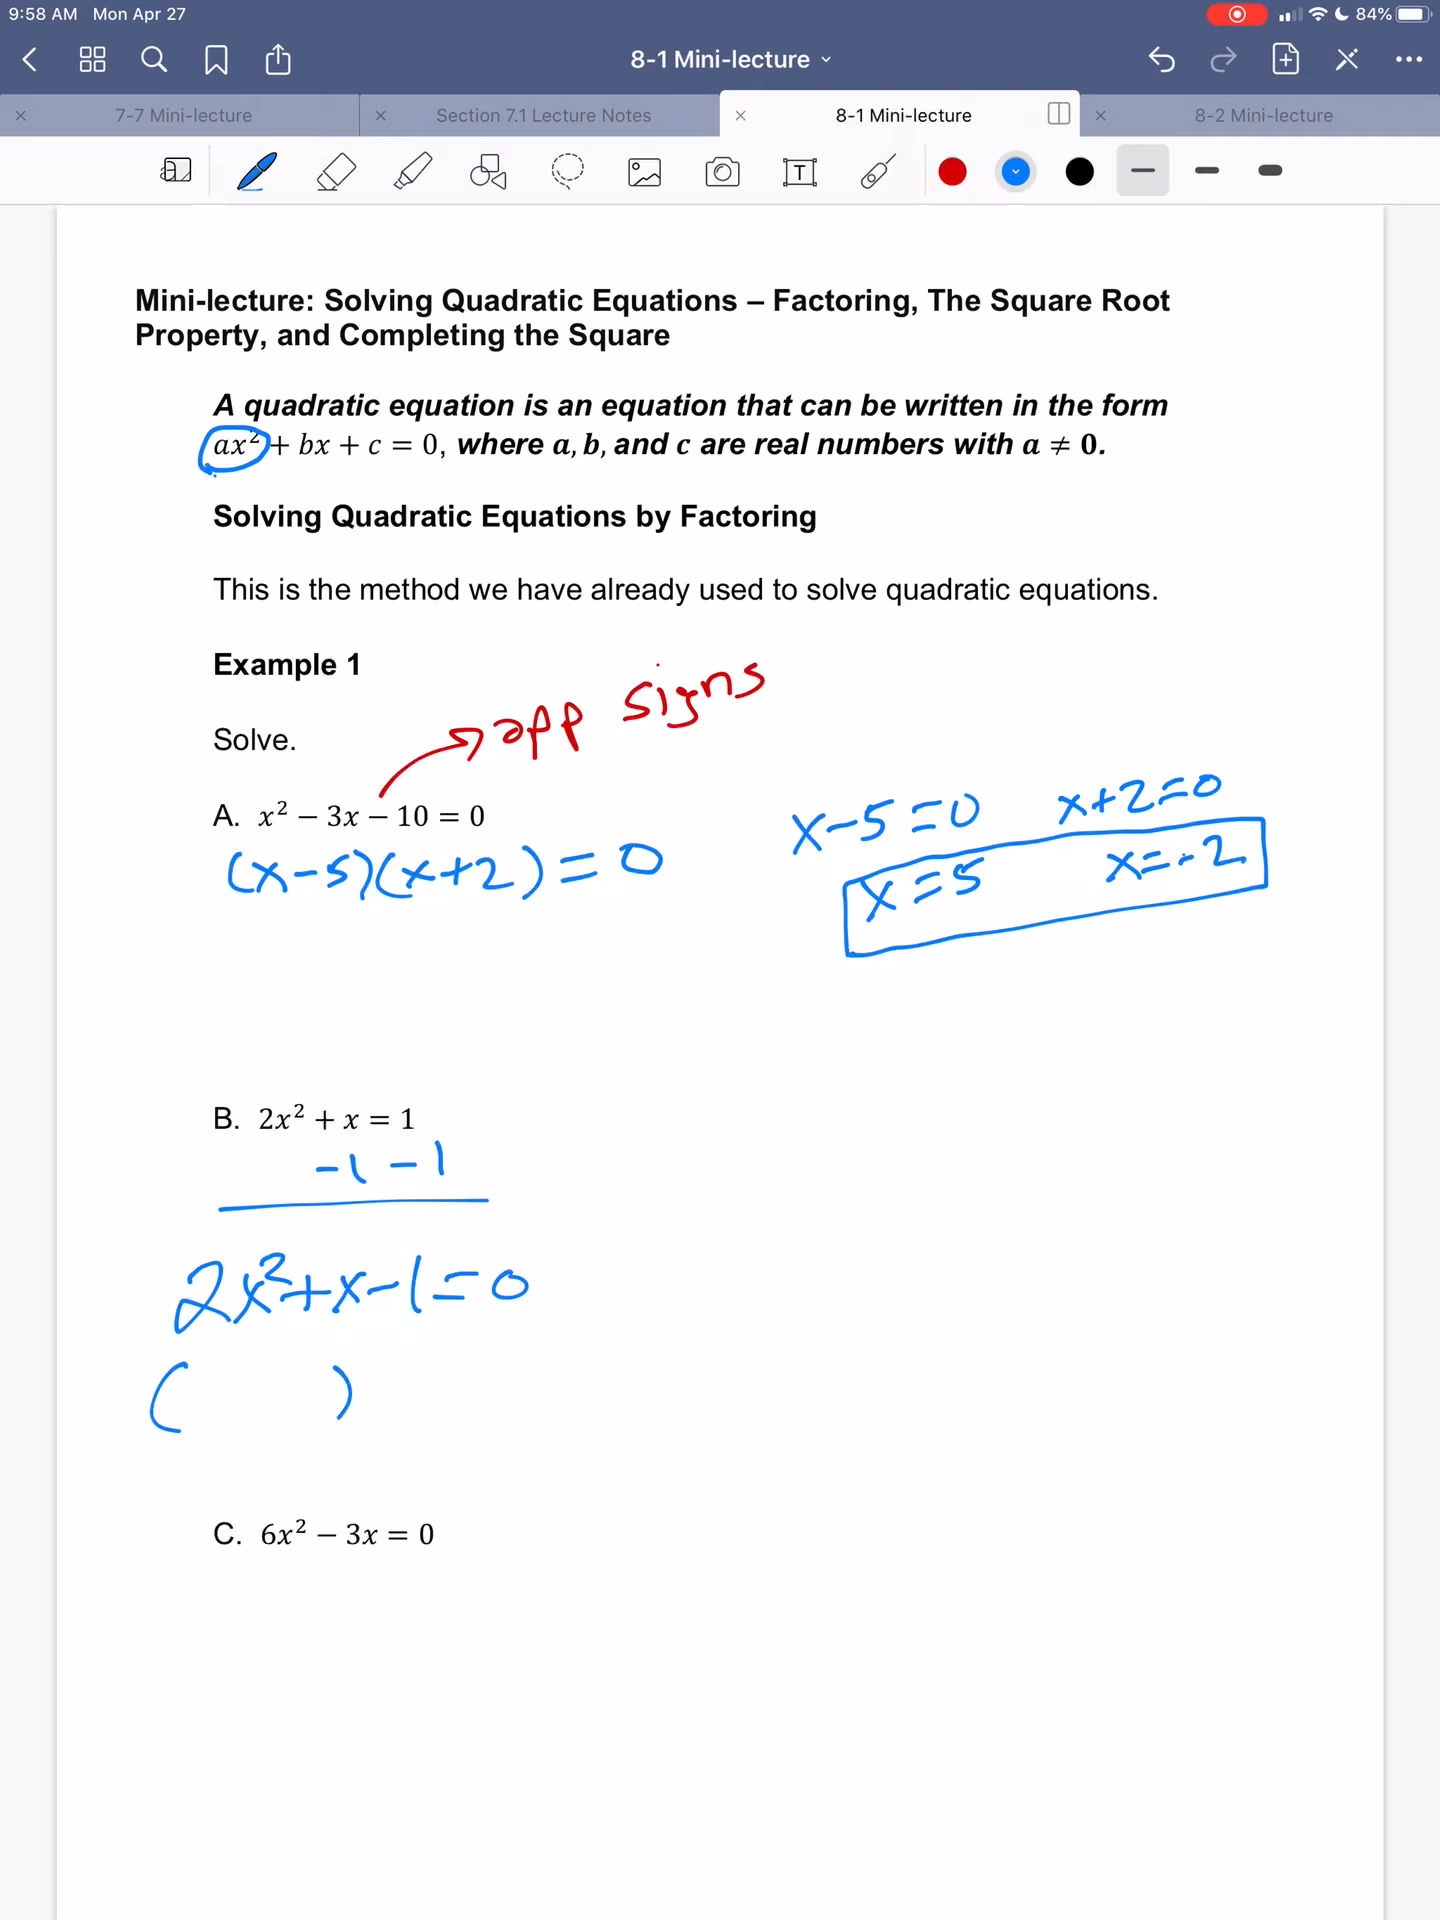 9:58 AM Mon Apr 27 84%
8-1 Mini-lecture
7-7 Mini-lecture Section 7.1 Lecture Notes 8-1 Mini-lecture 8-2 Mini-lecture
Mini-lecture: Solving Quadratic Equations – Factoring, The Square Root
Property, and Completing the Square
A quadratic equation is an equation that can be written in the form
ax² + bx + c = 0, where a, b, and c are real numbers with a ≠ 0.
Solving Quadratic Equations by Factoring
This is the method we have already used to solve quadratic equations.
Example 1
opp signs
Solve.
A. x² − 3x − 10 = 0
x-5=0 x+2=0
(x-5)(x+2)=0
x=5 x=-2
B. 2x² + x = 1
-1 -1
2x²+x-1=0
( )
C. 6x² − 3x = 0